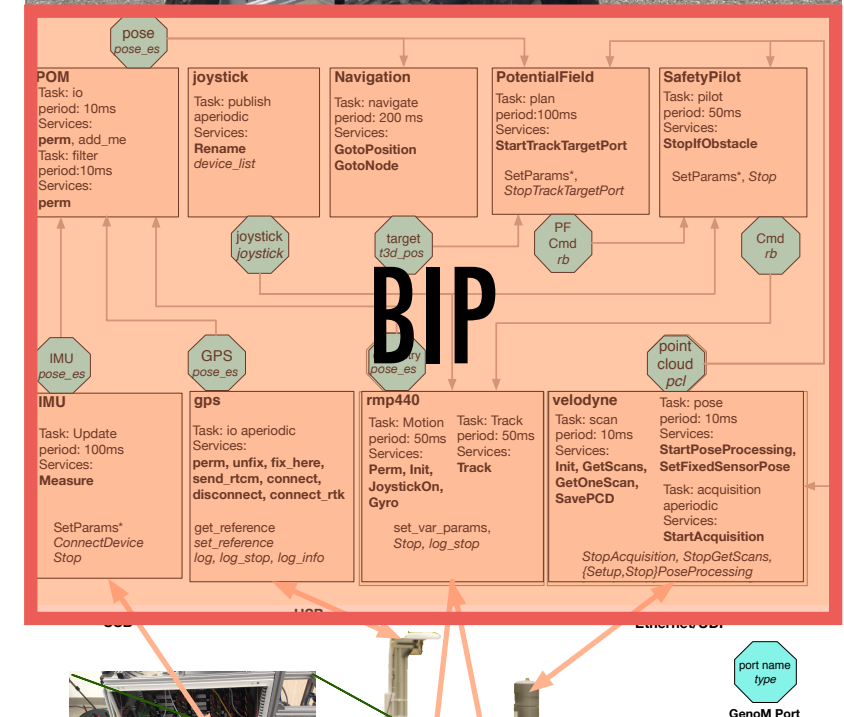 pose
pose_es
POM
Task: io
period: 10ms
Services:
perm, add_me
Task: filter
period:10ms
Services:
perm
joystick
Task: publish
aperiodic
Services:
Rename
device_list
Navigation
Task: navigate
period: 200 ms
Services:
GotoPosition
GotoNode
PotentialField
Task: plan
period:100ms
Services:
StartTrackTargetPort
SetParams*,
StopTrackTargetPort
SafetyPilot
Task: pilot
period: 50ms
Services:
StopIfObstacle
SetParams*, Stop
joystick
joystick
target
t3d_pos
PF
Cmd
rb
Cmd
rb
BIP
IMU
pose_es
GPS
pose_es
pose_es
point
cloud
pcl
IMU
Task: Update
period: 100ms
Services:
Measure
SetParams*
ConnectDevice
Stop
gps
Task: io aperiodic
Services:
perm, unfix, fix_here,
send_rtcm, connect,
disconnect, connect_rtk
get_reference
set_reference
log, log_stop, log_info
rmp440
Task: Motion
period: 50ms
Services:
Perm, Init,
JoystickOn,
Gyro
Task: Track
period: 50ms
Services:
Track
set_var_params,
Stop, log_stop
velodyne
Task: scan
period: 10ms
Services:
Init, GetScans,
GetOneScan,
SavePCD
Task: pose
period: 10ms
Services:
StartPoseProcessing,
SetFixedSensorPose
Task: acquisition
aperiodic
Services:
StartAcquisition
StopAcquisition, StopGetScans,
{Setup,Stop}PoseProcessing
port name
type
GenoM Port